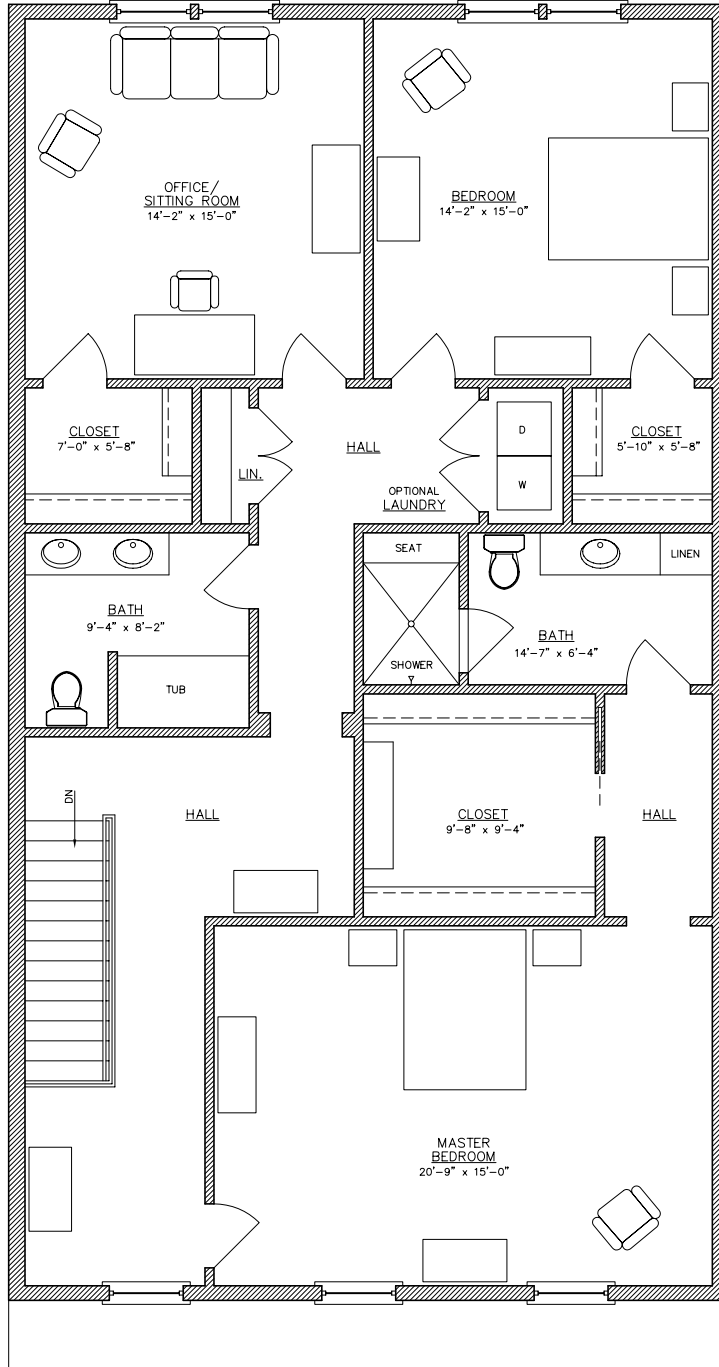 OFFICE/
SITTING ROOM
14'-2" x 15'-0"
BEDROOM
14'-2" x 15'-0"
CLOSET
7'-0" x 5'-8"
LIN.
HALL
OPTIONAL
LAUNDRY
D
W
CLOSET
5'-10" x 5'-8"
BATH
9'-4" x 8'-2"
TUB
SEAT
SHOWER
LINEN
BATH
14'-7" x 6'-4"
DN
HALL
CLOSET
9'-8" x 9'-4"
HALL
MASTER
BEDROOM
20'-9" x 15'-0"